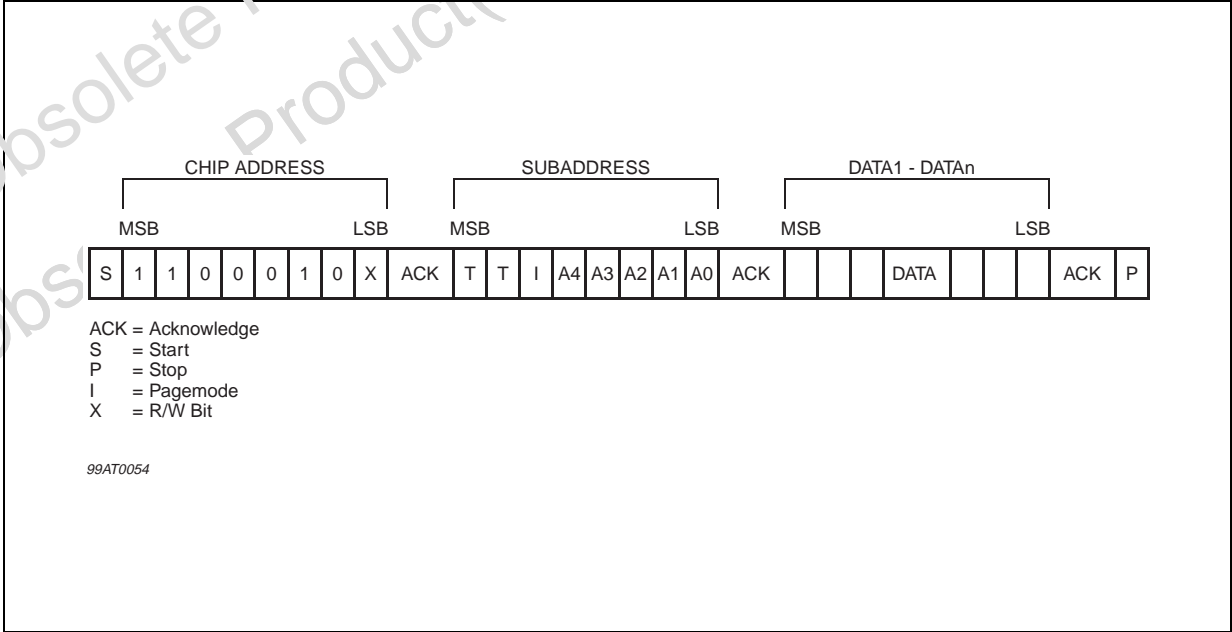 obsolete
Product(
CHIP ADDRESS SUBADDRESS DATA1 - DATAn
MSB LSB MSB LSB MSB LSB
S 1 1 0 0 0 1 0 X ACK T T I A4 A3 A2 A1 A0 ACK DATA ACK P
ACK = Acknowledge
S = Start
P = Stop
I = Pagemode
X = R/W Bit
99AT0054